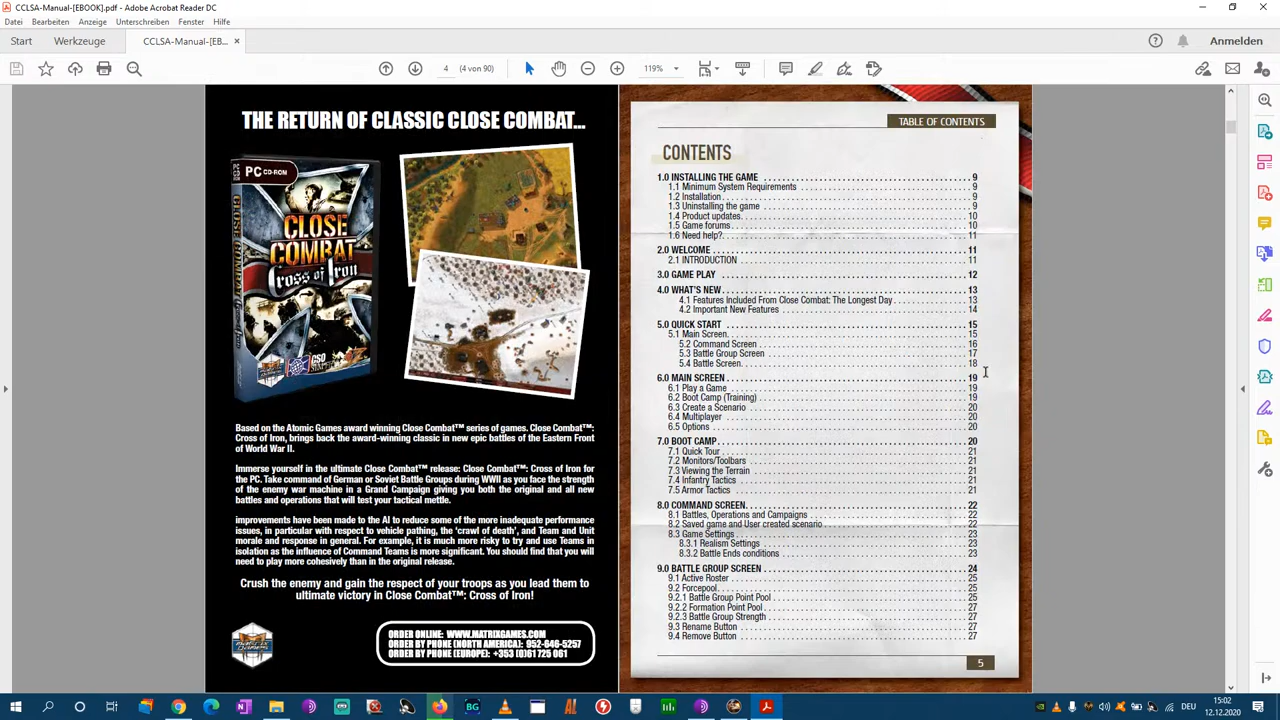 CCLSA-Manual-[EBOOK].pdf - Adobe Acrobat Reader DC
Datei Bearbeiten Anzeige Unterschreiben Fenster Hilfe
Start Werkzeuge CCLSA-Manual-[EB... × Anmelden
4 (4 von 90) 119%
THE RETURN OF CLASSIC CLOSE COMBAT...
PC CD-ROM
CLOSE COMBAT
Cross of Iron
Based on the Atomic Games award winning Close Combat™ series of games. Close Combat™:
Cross of Iron, brings back the award-winning classic in new epic battles of the Eastern Front
of World War II.
Immerse yourself in the ultimate Close Combat™ release: Close Combat™: Cross of Iron for
the PC. Take command of German or Soviet Battle Groups during WWII as you face the strength
of the enemy war machine in a Grand Campaign giving you both the original and all new
battles and operations that will test your tactical mettle.
improvements have been made to the AI to reduce some of the more inadequate performance
issues, in particular with respect to vehicle pathing, the 'crawl of death', and Team and Unit
morale and response in general. For example, it is much more risky to try and use Teams in
isolation as the influence of Command Teams is more significant. You should find that you will
need to play more cohesively than in the original release.
Crush the enemy and gain the respect of your troops as you lead them to
ultimate victory in Close Combat™: Cross of Iron!
ORDER ONLINE: WWW.MATRIXGAMES.COM
ORDER BY PHONE (NORTH AMERICA): 952-646-5257
ORDER BY PHONE (EUROPE): +353 (0)61 725 061
TABLE OF CONTENTS
CONTENTS
1.0 INSTALLING THE GAME 9
1.1 Minimum System Requirements 9
1.2 Installation 9
1.3 Uninstalling the game 9
1.4 Product updates 10
1.5 Game forums 10
1.6 Need help? 11
2.0 WELCOME 11
2.1 INTRODUCTION 11
3.0 GAME PLAY 12
4.0 WHAT'S NEW 13
4.1 Features Included From Close Combat: The Longest Day 13
4.2 Important New Features 14
5.0 QUICK START 15
5.1 Main Screen 15
5.2 Command Screen 16
5.3 Battle Group Screen 17
5.4 Battle Screen 18
6.0 MAIN SCREEN 19
6.1 Play a Game 19
6.2 Boot Camp (Training) 19
6.3 Create a Scenario 20
6.4 Multiplayer 20
6.5 Options 20
7.0 BOOT CAMP 20
7.1 Quick Tour 21
7.2 Monitors/Toolbars 21
7.3 Viewing the Terrain 21
7.4 Infantry Tactics 21
7.5 Armor Tactics 21
8.0 COMMAND SCREEN 22
8.1 Battles, Operations and Campaigns 22
8.2 Saved game and User created scenario 22
8.3 Game Settings 23
8.3.1 Realism Settings 23
8.3.2 Battle Ends conditions 23
9.0 BATTLE GROUP SCREEN 24
9.1 Active Roster 25
9.2 Forcepool 25
9.2.1 Battle Group Point Pool 25
9.2.2 Formation Point Pool 27
9.2.3 Battle Group Strength 27
9.3 Rename Button 27
9.4 Remove Button 27
5
DEU
15:02
12.12.2020